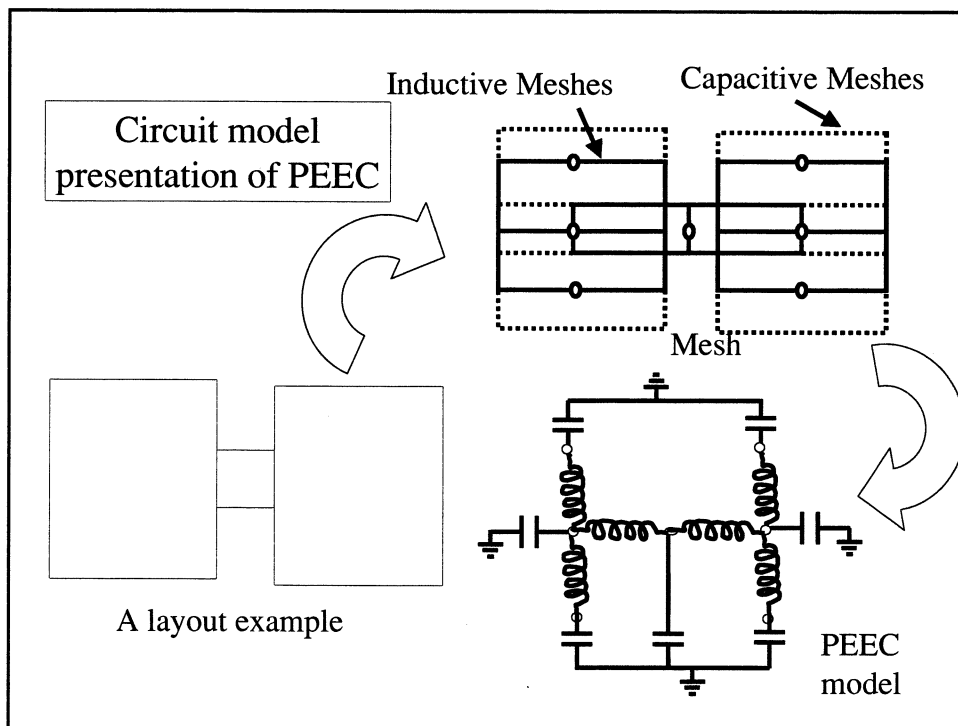 Circuit model
presentation of PEEC
Inductive Meshes
Capacitive Meshes
Mesh
A layout example
PEEC
model